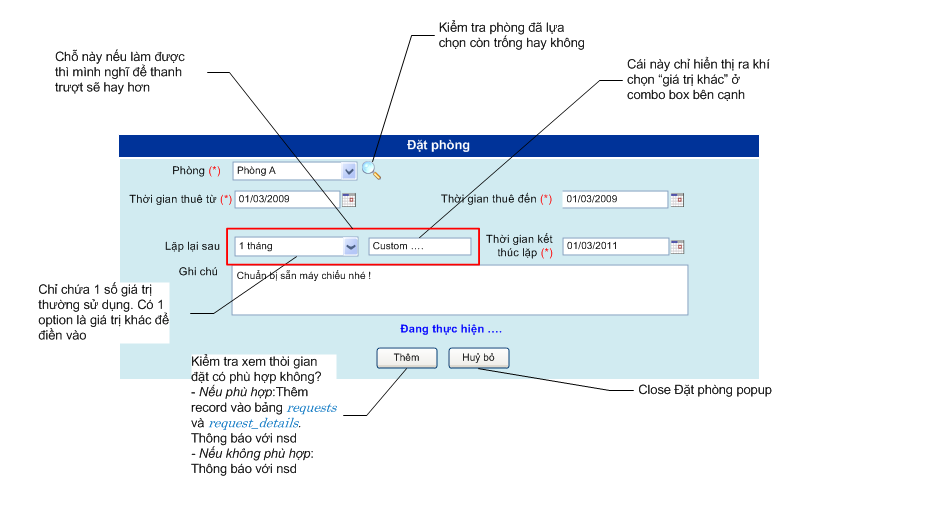 Kiểm tra phòng đã lựa
chọn còn trống hay không
Chỗ này nếu làm được
thì mình nghĩ để thanh
trượt sẽ hay hơn
Cái này chỉ hiển thị ra khí
chọn “giá trị khác” ở
combo box bên cạnh
Đặt phòng
Phòng (*) Phòng A
Thời gian thuê từ (*) 01/03/2009 Thời gian thuê đến (*) 01/03/2009
Lặp lại sau 1 tháng Custom .... Thời gian kết
thúc lặp (*) 01/03/2011
Ghi chú Chuẩn bị sẵn máy chiếu nhé !
Chỉ chứa 1 số giá trị
thường sử dụng. Có 1
option là giá trị khác để
điền vào
Đang thực hiện ....
Thêm Huỷ bỏ
Kiểm tra xem thời gian
đặt có phù hợp không?
- Nếu phù hợp:Thêm
record vào bảng requests
và request_details.
Thông báo với nsd
- Nếu không phù hợp:
Thông báo với nsd
Close Đặt phòng popup